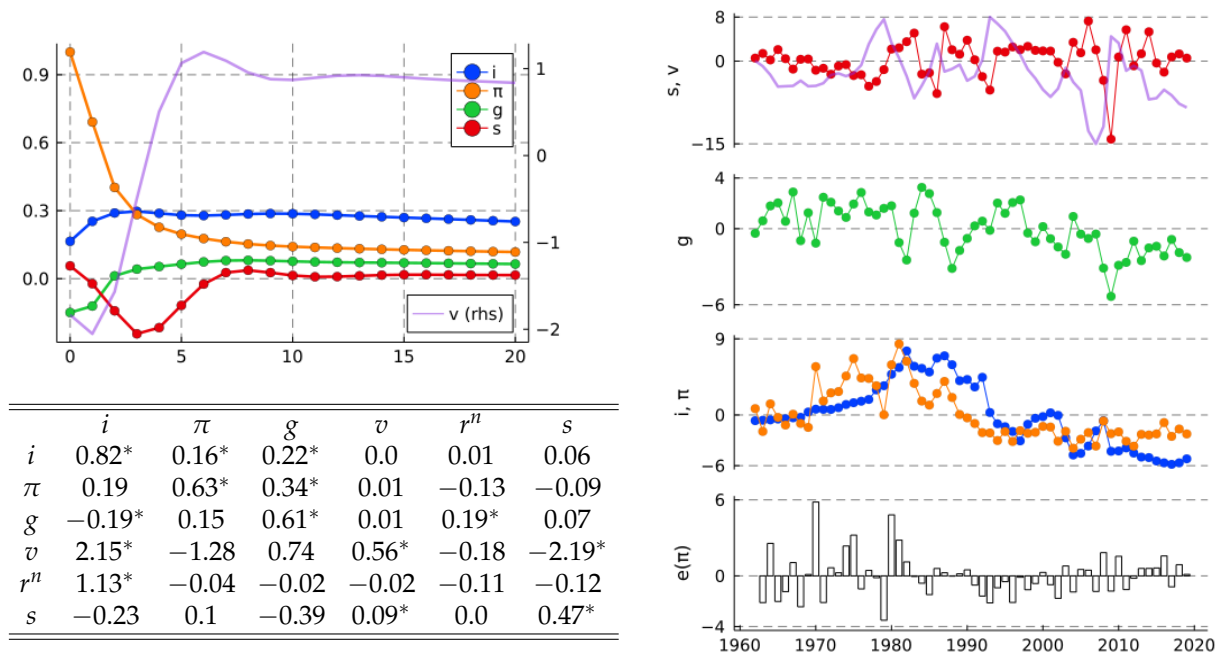 0.9
0.6
0.3
0.0
i
π
g
s
1
0
−1
−2
v (rhs)
0 5 10 15 20
i π g v rⁿ s
i 0.82* 0.16* 0.22* 0.0 0.01 0.06
π 0.19 0.63* 0.34* 0.01 −0.13 −0.09
g −0.19* 0.15 0.61* 0.01 0.19* 0.07
v 2.15* −1.28 0.74 0.56* −0.18 −2.19*
rⁿ 1.13* −0.04 −0.02 −0.02 −0.11 −0.12
s −0.23 0.1 −0.39 0.09* 0.0 0.47*
s, v
8
0
−15
g
4
0
−6
i, π
9
0
−6
e(π)
6
0
−4
1960 1970 1980 1990 2000 2010 2020